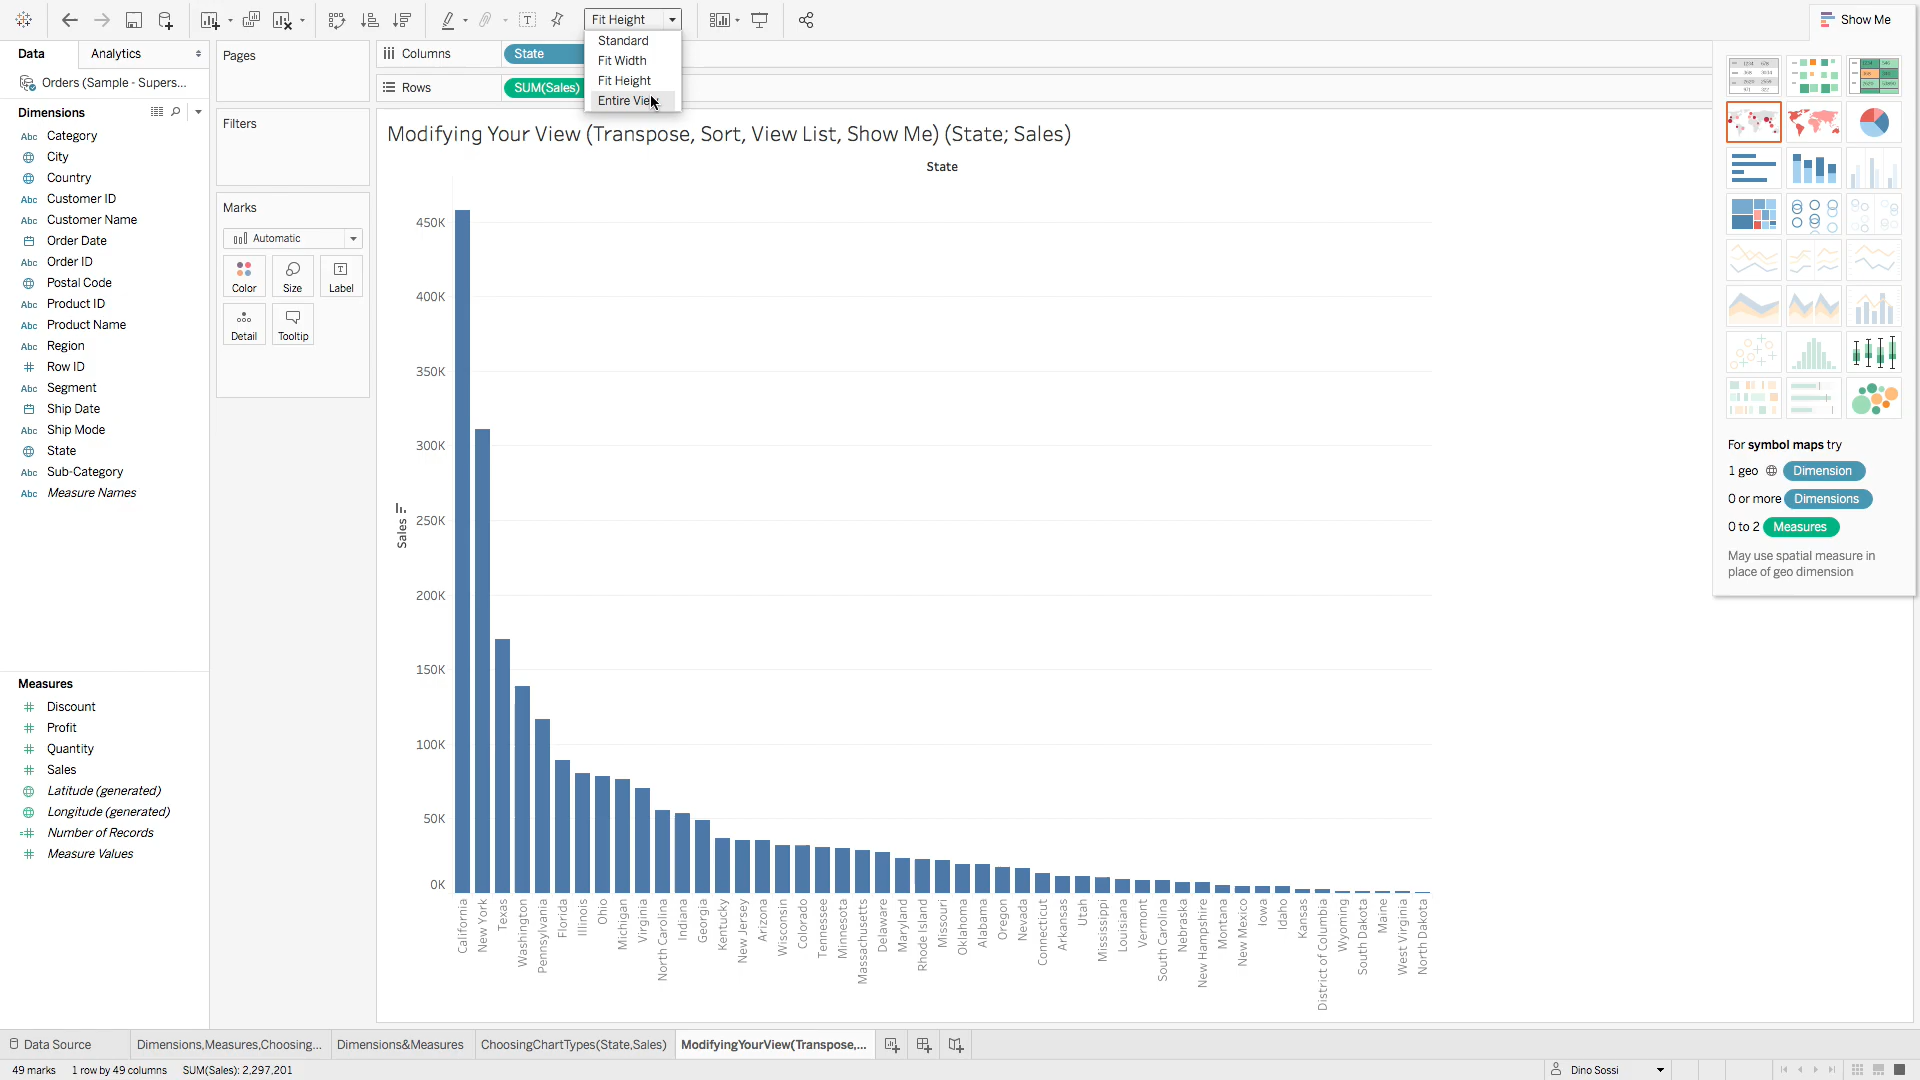 Fit Height
Show Me
Standard
Fit Width
Fit Height
Entire View
Data
Analytics
Pages
Columns
State
Rows
SUM(Sales)
Orders (Sample - Supers...
Dimensions
Abc Category
City
Country
Abc Customer ID
Abc Customer Name
Order Date
Abc Order ID
Postal Code
Abc Product ID
Abc Product Name
Abc Region
# Row ID
Abc Segment
Ship Date
Abc Ship Mode
State
Abc Sub-Category
Abc Measure Names
Measures
# Discount
# Profit
# Quantity
# Sales
Latitude (generated)
Longitude (generated)
=# Number of Records
# Measure Values
Filters
Marks
Automatic
Color
Size
Label
Detail
Tooltip
Modifying Your View (Transpose, Sort, View List, Show Me) (State; Sales)
State
450K
400K
350K
300K
250K
200K
150K
100K
50K
0K
Sales
California
New York
Texas
Washington
Pennsylvania
Florida
Illinois
Ohio
Michigan
Virginia
North Carolina
Indiana
Georgia
Kentucky
New Jersey
Arizona
Wisconsin
Colorado
Tennessee
Minnesota
Massachusetts
Delaware
Maryland
Rhode Island
Missouri
Oklahoma
Alabama
Oregon
Nevada
Connecticut
Arkansas
Utah
Mississippi
Louisiana
Vermont
South Carolina
Nebraska
New Hampshire
Montana
New Mexico
Iowa
Idaho
Kansas
District of Columbia
Wyoming
South Dakota
Maine
West Virginia
North Dakota
For symbol maps try
1 geo Dimension
0 or more Dimensions
0 to 2 Measures
May use spatial measure in
place of geo dimension
Data Source
Dimensions,Measures,Choosing...
Dimensions&Measures
ChoosingChartTypes(State,Sales)
ModifyingYourView(Transpose,...
49 marks
1 row by 49 columns
SUM(Sales): 2,297,201
Dino Sossi